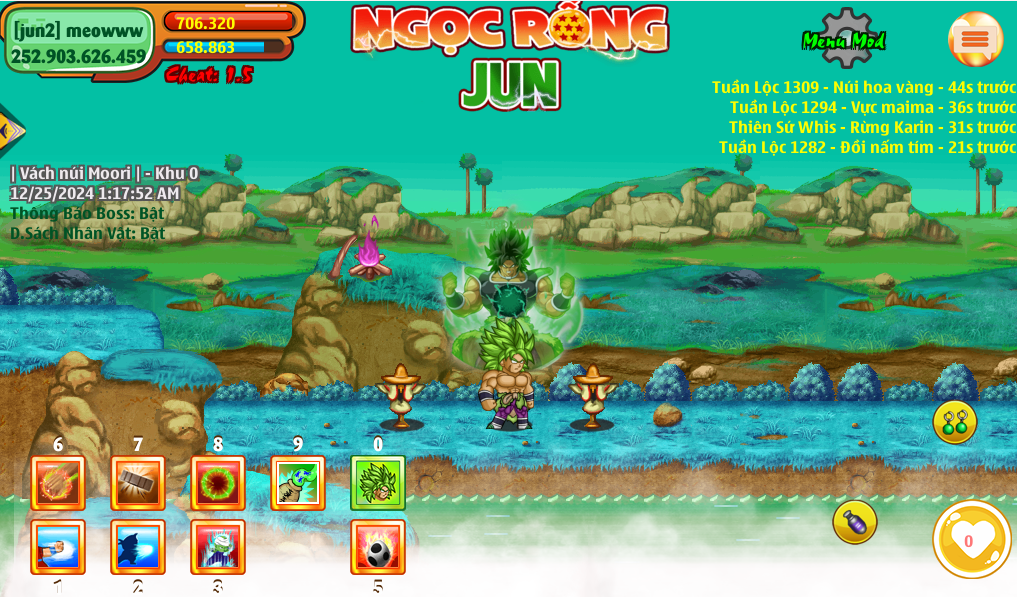 [jun2] meowww
252.903.626.459
706.320
658.863
Cheat: 1.5
NGỌC RỒNG
JUN
Menu Mod
Tuần Lộc 1309 - Núi hoa vàng - 44s trước
Tuần Lộc 1294 - Vực maima - 36s trước
Thiên Sứ Whis - Rừng Karin - 31s trước
Tuần Lộc 1282 - Đồi nấm tím - 21s trước
| Vách núi Moori | - Khu 0
12/25/2024 1:17:52 AM
Thông Báo Boss: Bật
D.Sách Nhân Vật: Bật
6 7 8 9 0
1 2 3 5
0